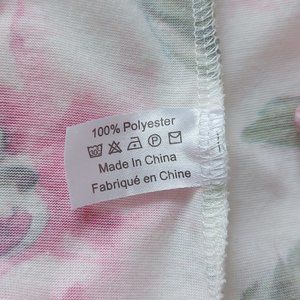 100% Polyester
Made In China
Fabriqué en Chine